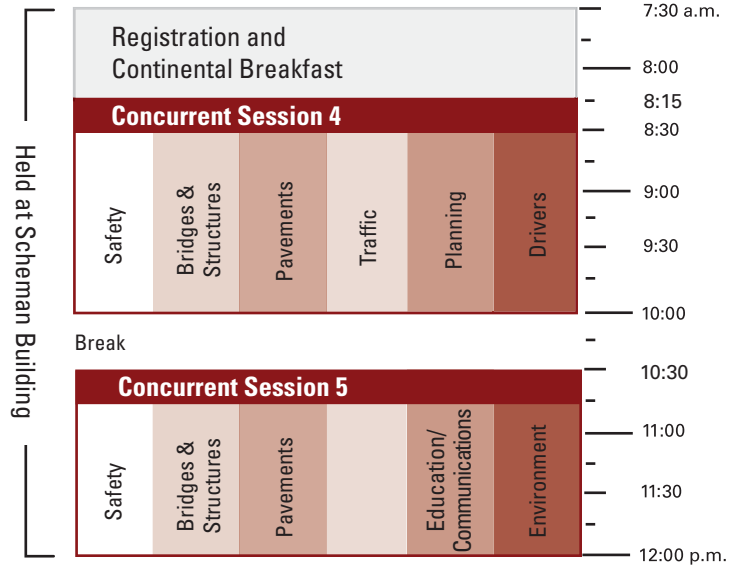 Held at Scheman Building
Registration and
Continental Breakfast
Concurrent Session 4
Safety
Bridges &
Structures
Pavements
Traffic
Planning
Drivers
Break
Concurrent Session 5
Safety
Bridges &
Structures
Pavements
Education/
Communications
Environment
7:30 a.m.
8:00
8:15
8:30
9:00
9:30
10:00
10:30
11:00
11:30
12:00 p.m.